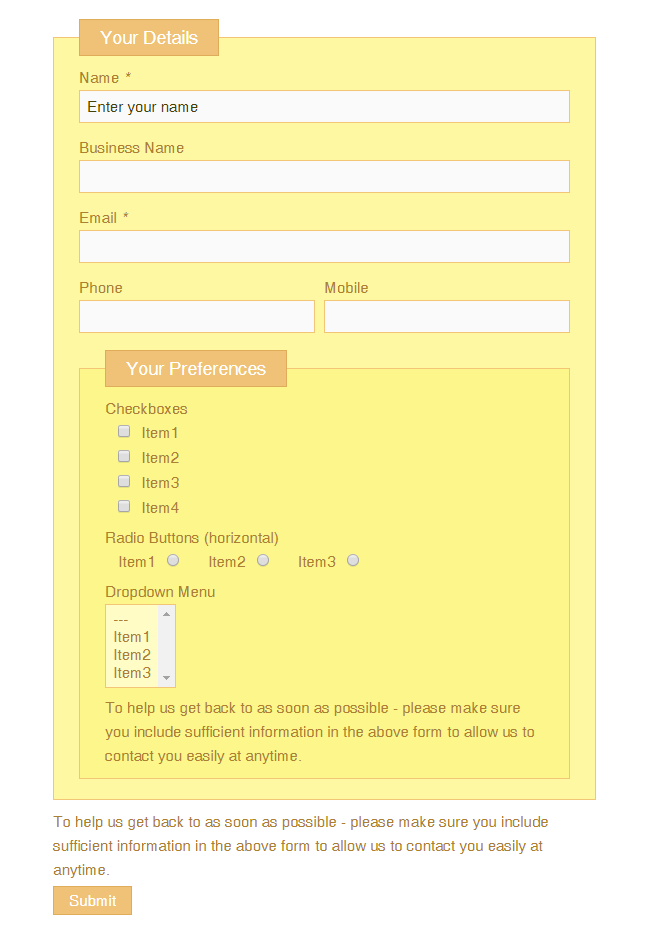 Your Details
Name *
Enter your name
Business Name
Email *
Phone Mobile
Your Preferences
Checkboxes
Item1
Item2
Item3
Item4
Radio Buttons (horizontal)
Item1 Item2 Item3
Dropdown Menu
---
Item1
Item2
Item3
To help us get back to as soon as possible - please make sure
you include sufficient information in the above form to allow us to
contact you easily at anytime.
To help us get back to as soon as possible - please make sure you include
sufficient information in the above form to allow us to contact you easily at
anytime.
Submit